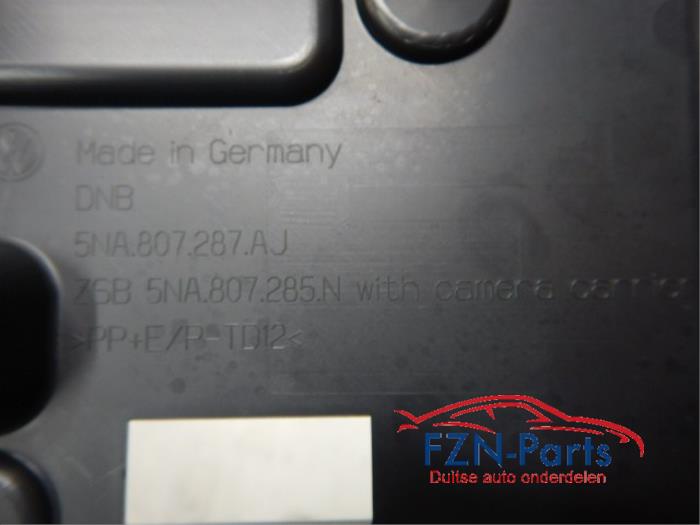 Made in Germany
DNB
5NA.807.287.AJ
ZSB 5NA.807.285.N with camera carrier
>PP+E/P-TD12<
FZN-Parts
Duitse auto onderdelen